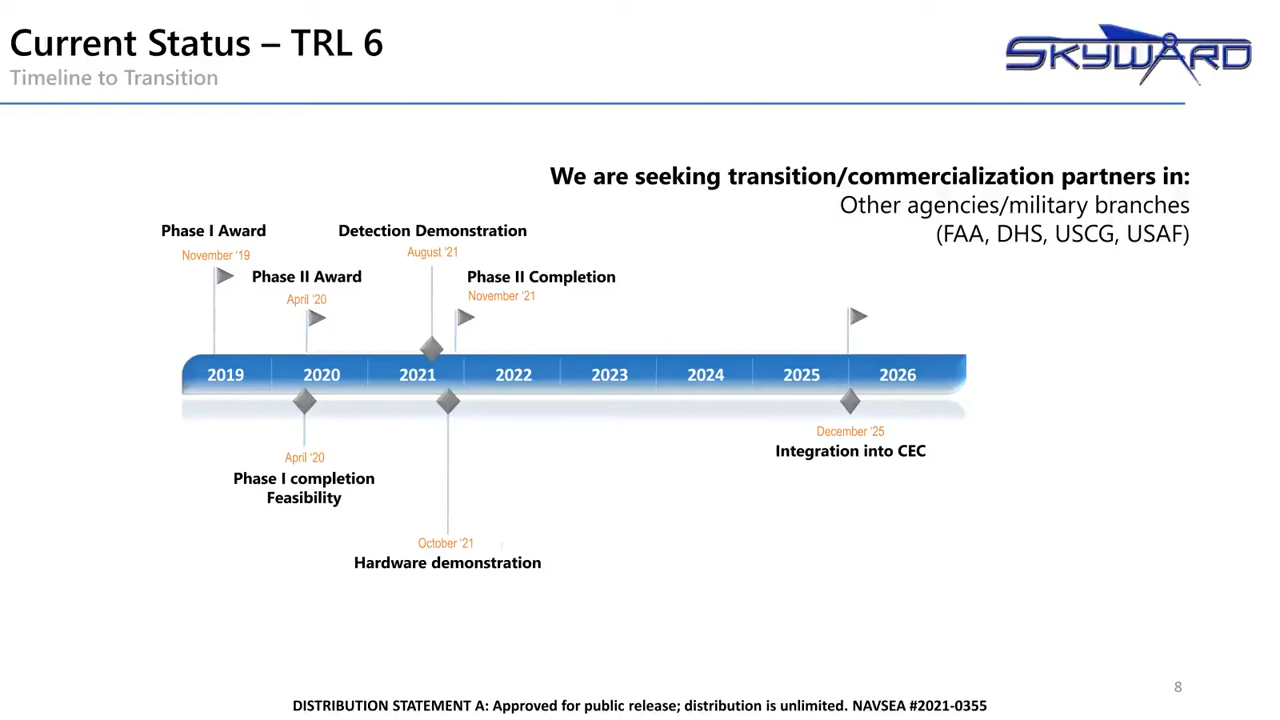 Current Status – TRL 6
Timeline to Transition
SKYWARD
We are seeking transition/commercialization partners in:
Other agencies/military branches
(FAA, DHS, USCG, USAF)
Phase I Award
November ‘19
Detection Demonstration
August ‘21
Phase II Award
April ‘20
Phase II Completion
November ‘21
2019 2020 2021 2022 2023 2024 2025 2026
April ‘20
Phase I completion
Feasibility
December ‘25
Integration into CEC
October ‘21
Hardware demonstration
8
DISTRIBUTION STATEMENT A: Approved for public release; distribution is unlimited. NAVSEA #2021-0355